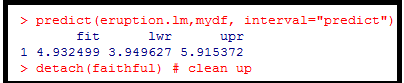 > predict(eruption.lm,mydf, interval="predict")
fit lwr upr
1 4.932499 3.949627 5.915372
> detach(faithful) # clean up